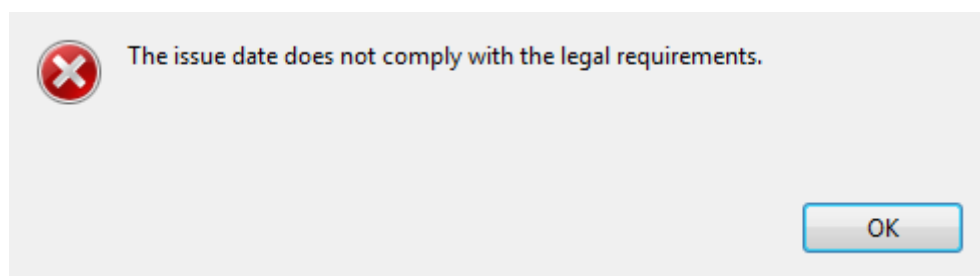 The issue date does not comply with the legal requirements.
OK